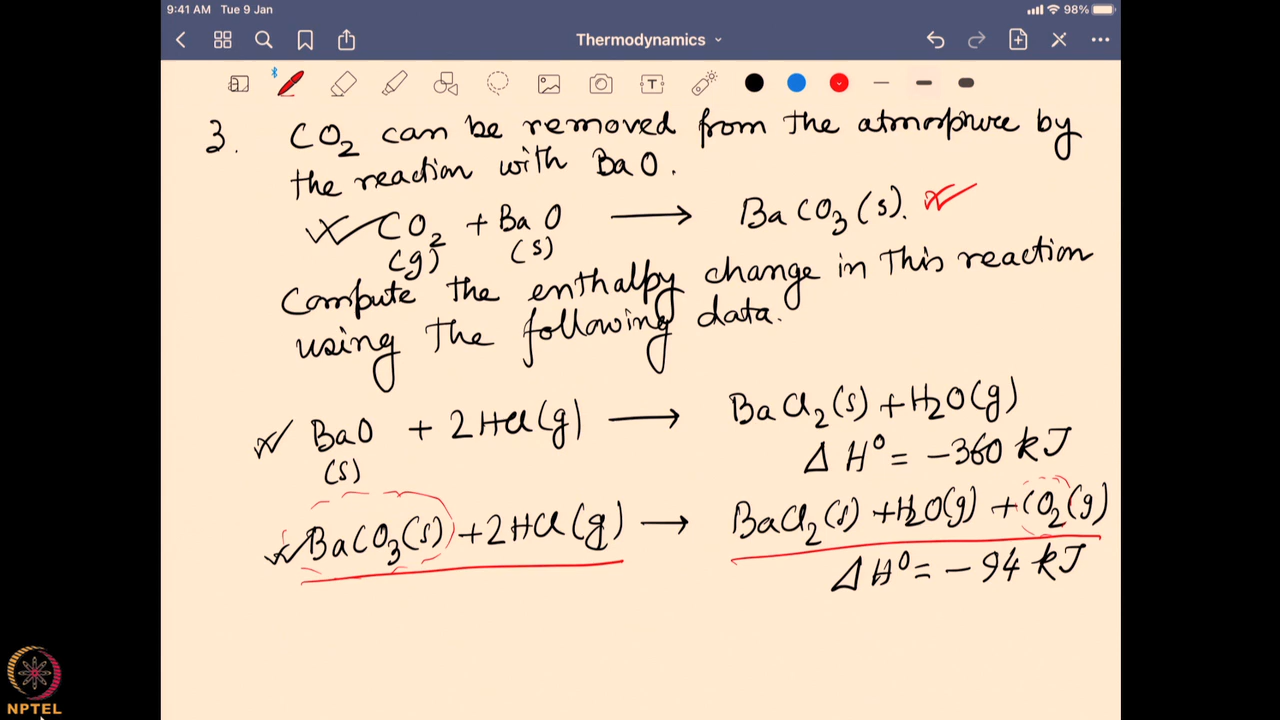 9:41 AM Tue 9 Jan
98%
Thermodynamics
T
3. CO₂ can be removed from the atmosphere by
the reaction with BaO.
CO₂ + BaO ⟶ BaCO₃(s).
(g) (s)
Compute the enthalpy change in this reaction
using the following data.
BaO + 2HCl(g) ⟶ BaCl₂(s) + H₂O(g)
(s)
ΔH° = −360 kJ
BaCO₃(s) + 2HCl(g) ⟶ BaCl₂(s) + H₂O(g) + CO₂(g)
ΔH° = −94 kJ
NPTEL